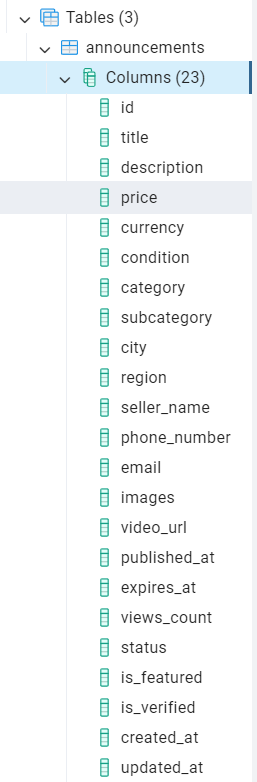 Tables (3)
announcements
Columns (23)
id
title
description
price
currency
condition
category
subcategory
city
region
seller_name
phone_number
email
images
video_url
published_at
expires_at
views_count
status
is_featured
is_verified
created_at
updated_at